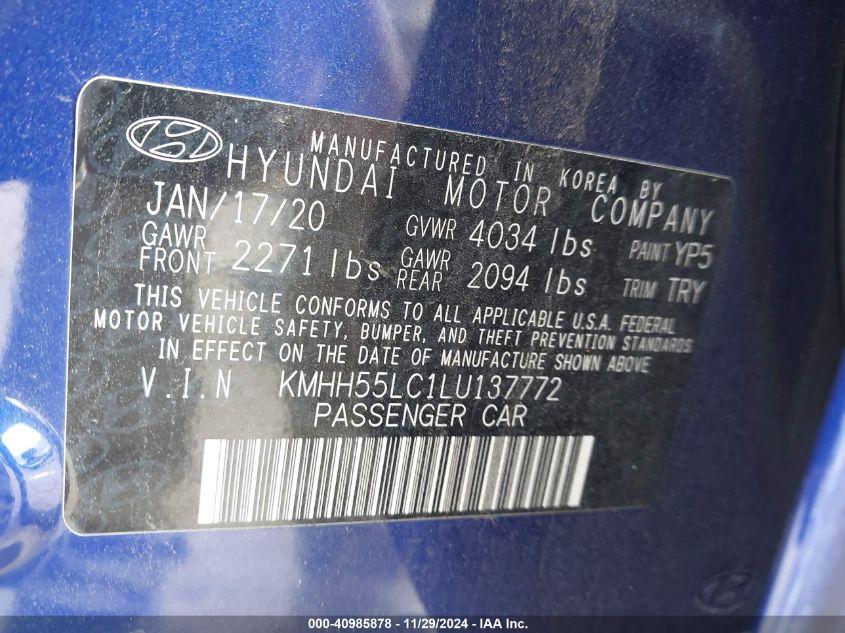 MANUFACTURED IN KOREA BY
HYUNDAI MOTOR COMPANY
JAN/17/20 GVWR 4034 lbs PAINT YP5
GAWR FRONT 2271 lbs GAWR REAR 2094 lbs TRIM TRY
THIS VEHICLE CONFORMS TO ALL APPLICABLE U.S.A. FEDERAL
MOTOR VEHICLE SAFETY, BUMPER, AND THEFT PREVENTION STANDARDS
IN EFFECT ON THE DATE OF MANUFACTURE SHOWN ABOVE
V.I.N KMHH55LC1LU137772
PASSENGER CAR
000-40985878 - 11/29/2024 - IAA Inc.